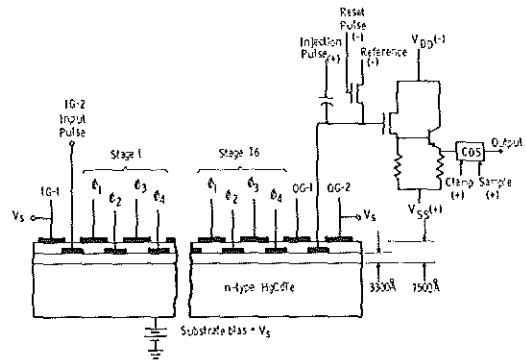 Reset
Pulse
(-)
Injection
Pulse
(+)
Reference
(-)
V_DD(-)
IG-2
Input
Pulse
Stage 1
Stage 16
CDS
Output
Clamp
(+)
Sample
(+)
V_SS(+)
IG-1
ϕ1
ϕ2
ϕ3
ϕ4
ϕ1
ϕ2
ϕ3
ϕ4
OG-1
OG-2
V_S
V_S
n-type HgCdTe
3300Å
7500Å
Substrate bias = V_S